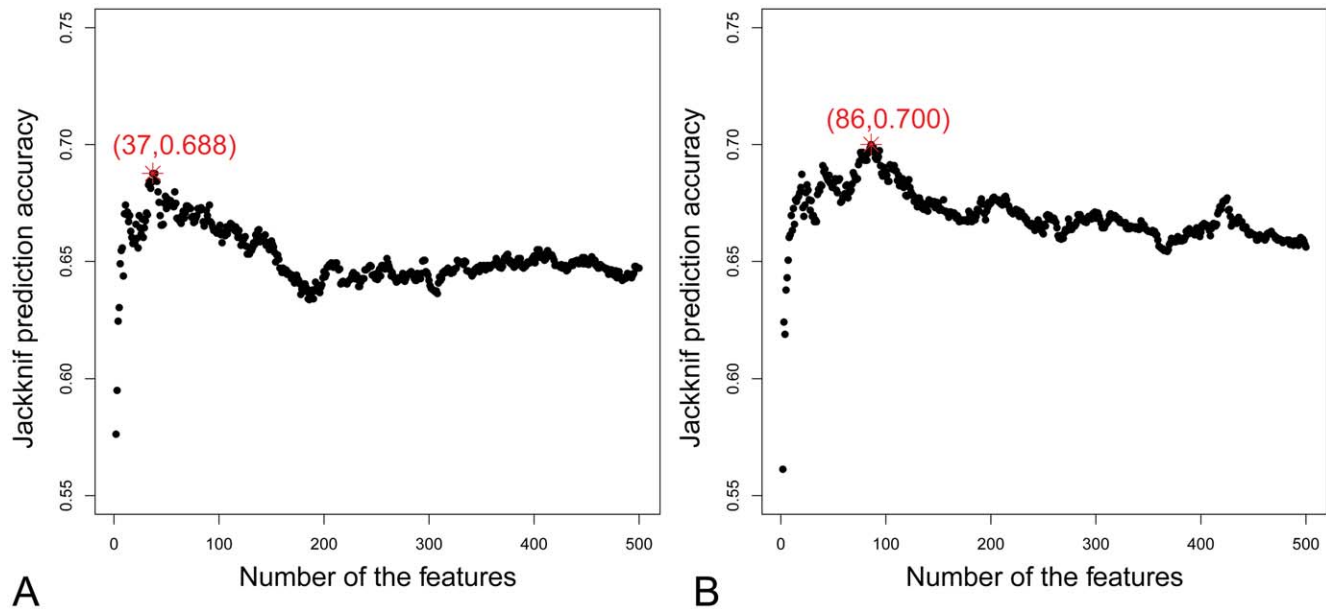 Jackknif prediction accuracy
0.75
0.70
0.65
0.60
0.55
(37,0.688)
0 100 200 300 400 500
Number of the features
A
Jackknif prediction accuracy
0.75
0.70
0.65
0.60
0.55
(86,0.700)
0 100 200 300 400 500
Number of the features
B